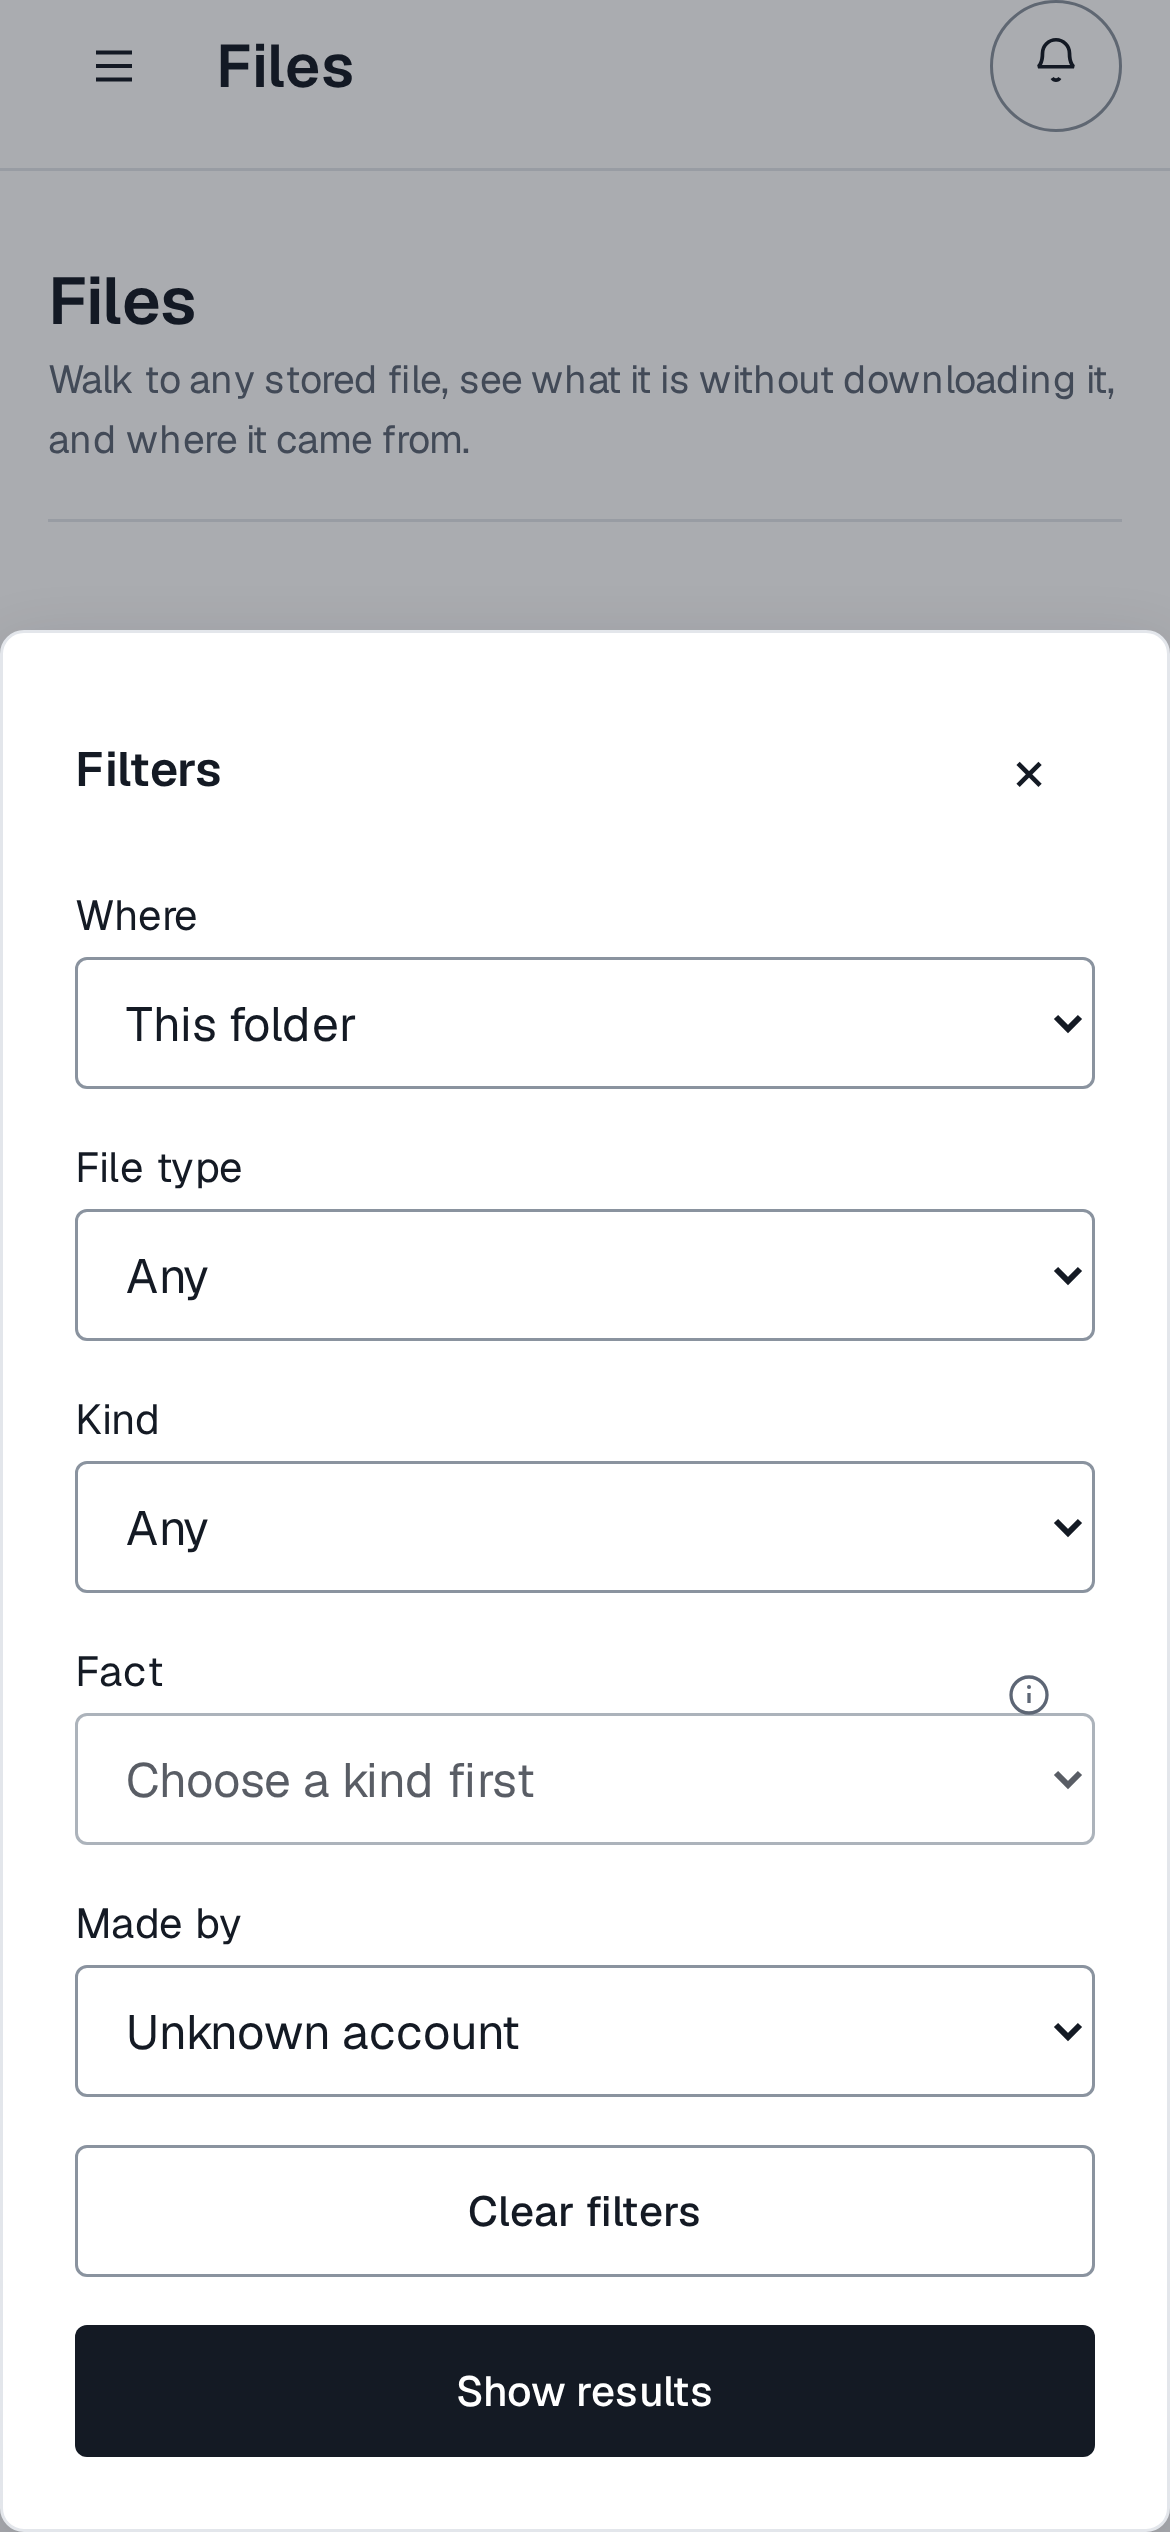 Files
Files
Walk to any stored file, see what it is without downloading it,
and where it came from.
Filters
Where
This folder
File type
Any
Kind
Any
Fact
Choose a kind first
Made by
Unknown account
Clear filters
Show results